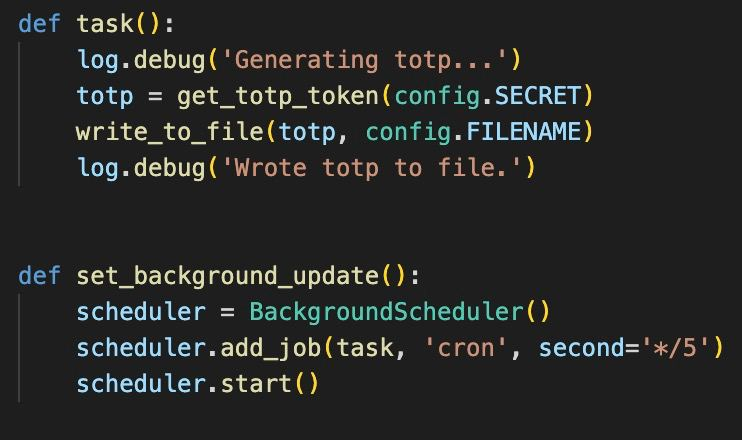 def task():
    log.debug('Generating totp...')
    totp = get_totp_token(config.SECRET)
    write_to_file(totp, config.FILENAME)
    log.debug('Wrote totp to file.')
def set_background_update():
    scheduler = BackgroundScheduler()
    scheduler.add_job(task, 'cron', second='*/5')
    scheduler.start()